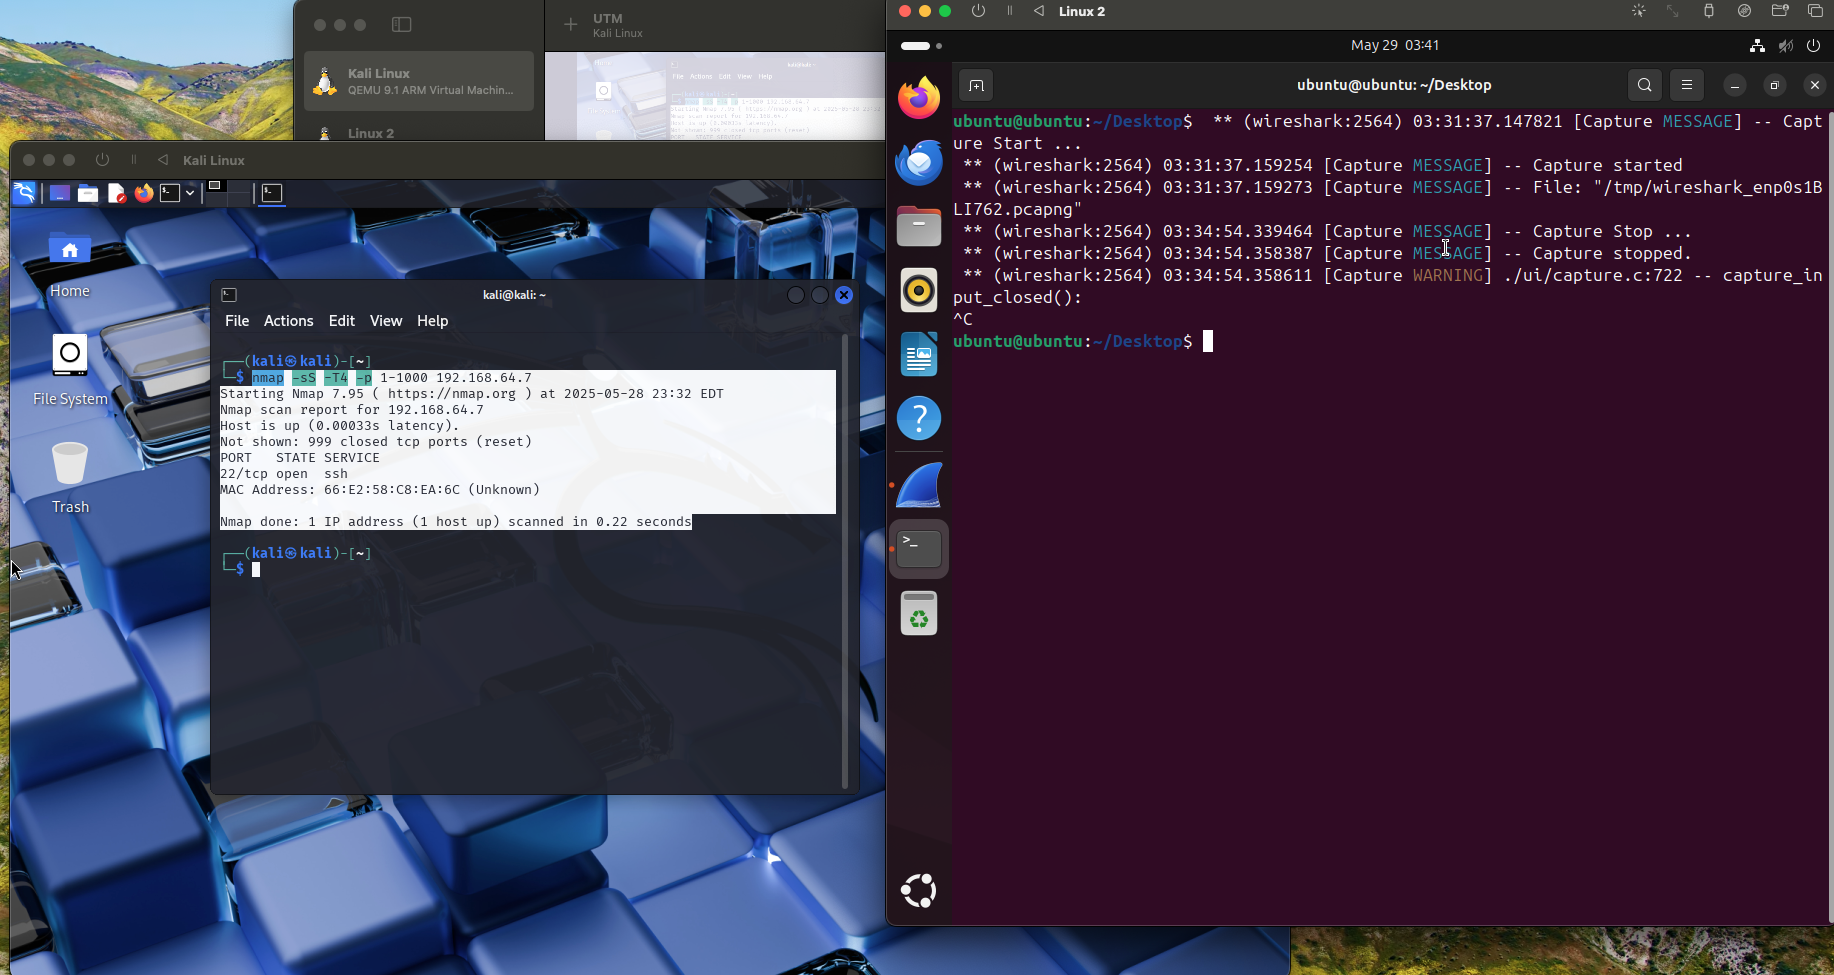 UTM
Kali Linux
Kali Linux
QEMU 9.1 ARM Virtual Machin...
Linux 2
Kali Linux
Home
File System
Trash
kali@kali: ~
File Actions Edit View Help
┌──(kali㉿kali)-[~]
└─$ nmap -sS -T4 -p 1-1000 192.168.64.7
Starting Nmap 7.95 ( https://nmap.org ) at 2025-05-28 23:32 EDT
Nmap scan report for 192.168.64.7
Host is up (0.00033s latency).
Not shown: 999 closed tcp ports (reset)
PORT   STATE SERVICE
22/tcp open  ssh
MAC Address: 66:E2:58:C8:EA:6C (Unknown)
Nmap done: 1 IP address (1 host up) scanned in 0.22 seconds
┌──(kali㉿kali)-[~]
└─$
Linux 2
May 29 03:41
ubuntu@ubuntu: ~/Desktop
ubuntu@ubuntu:~/Desktop$  ** (wireshark:2564) 03:31:37.147821 [Capture MESSAGE] -- Capt
ure Start ...
 ** (wireshark:2564) 03:31:37.159254 [Capture MESSAGE] -- Capture started
 ** (wireshark:2564) 03:31:37.159273 [Capture MESSAGE] -- File: "/tmp/wireshark_enp0s1B
LI762.pcapng"
 ** (wireshark:2564) 03:34:54.339464 [Capture MESSAGE] -- Capture Stop ...
 ** (wireshark:2564) 03:34:54.358387 [Capture MESSAGE] -- Capture stopped.
 ** (wireshark:2564) 03:34:54.358611 [Capture WARNING] ./ui/capture.c:722 -- capture_in
put_closed():
^C
ubuntu@ubuntu:~/Desktop$